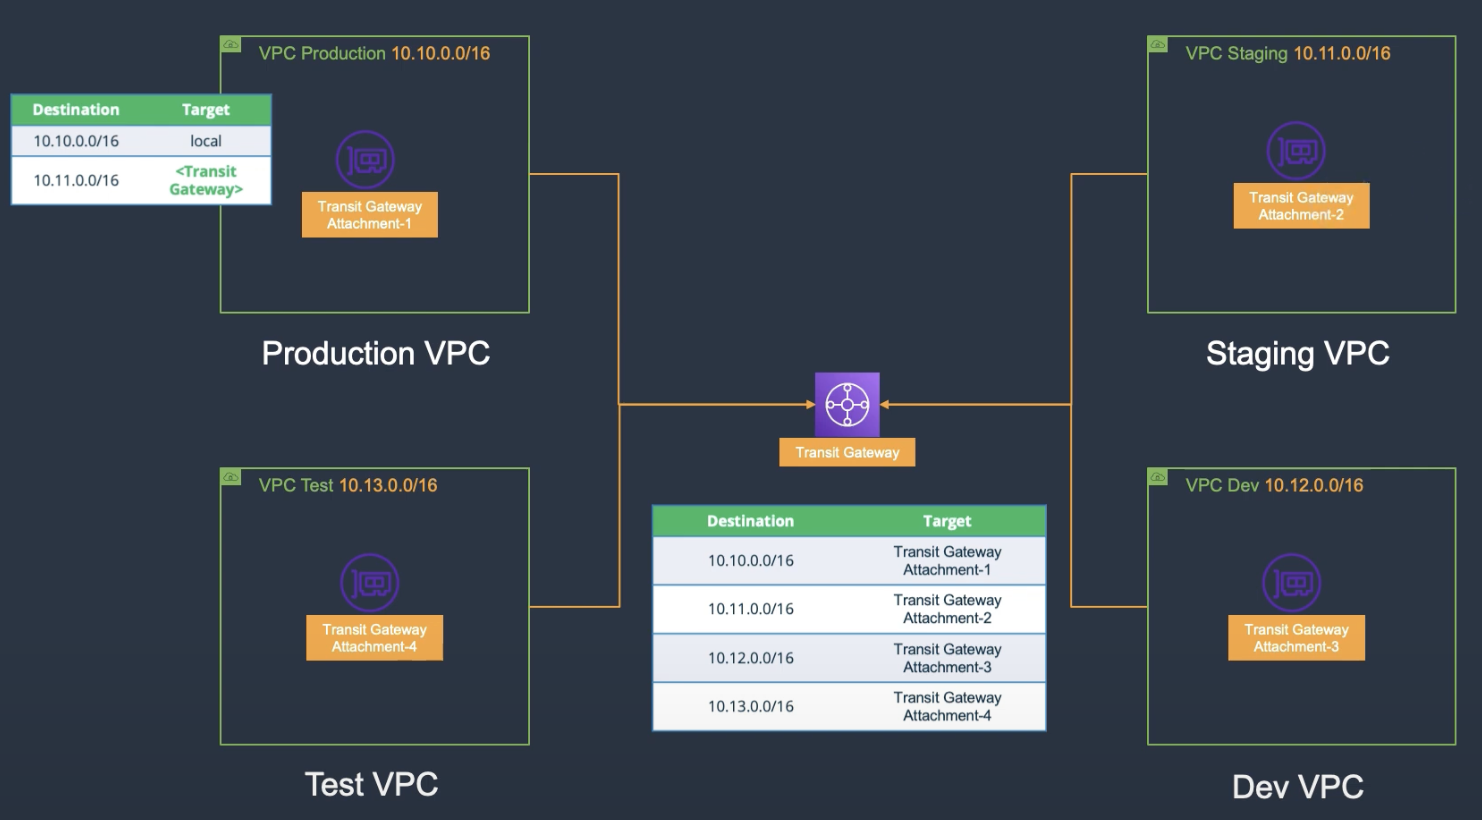 VPC Production 10.10.0.0/16
Destination Target
10.10.0.0/16 local
10.11.0.0/16 <Transit
Gateway>
Transit Gateway
Attachment-1
Production VPC
VPC Staging 10.11.0.0/16
Transit Gateway
Attachment-2
Staging VPC
Transit Gateway
VPC Test 10.13.0.0/16
Transit Gateway
Attachment-4
Test VPC
Destination Target
10.10.0.0/16 Transit Gateway
Attachment-1
10.11.0.0/16 Transit Gateway
Attachment-2
10.12.0.0/16 Transit Gateway
Attachment-3
10.13.0.0/16 Transit Gateway
Attachment-4
VPC Dev 10.12.0.0/16
Transit Gateway
Attachment-3
Dev VPC